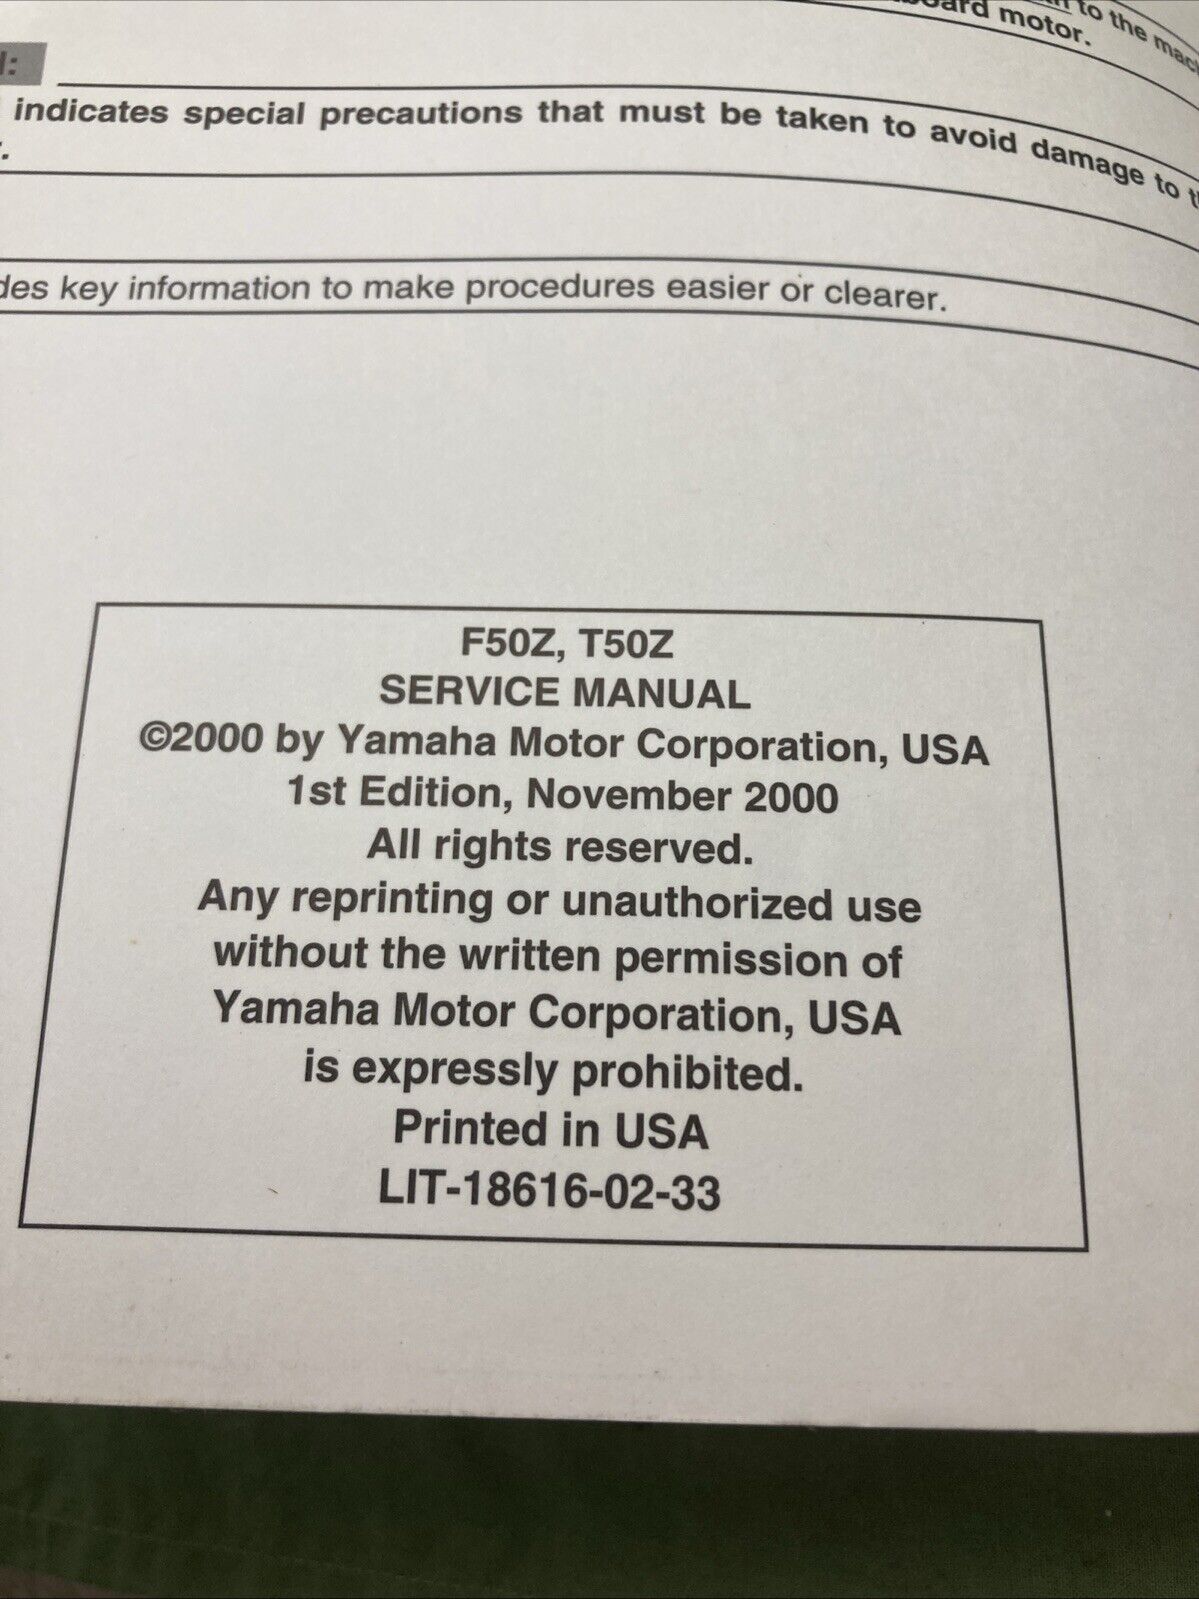 to the
board motor.
indicates special precautions that must be taken to avoid damage to
key information to make procedures easier or clearer.
F50Z, T50Z
SERVICE MANUAL
©2000 by Yamaha Motor Corporation, USA
1st Edition, November 2000
All rights reserved.
Any reprinting or unauthorized use
without the written permission of
Yamaha Motor Corporation, USA
is expressly prohibited.
Printed in USA
LIT-18616-02-33